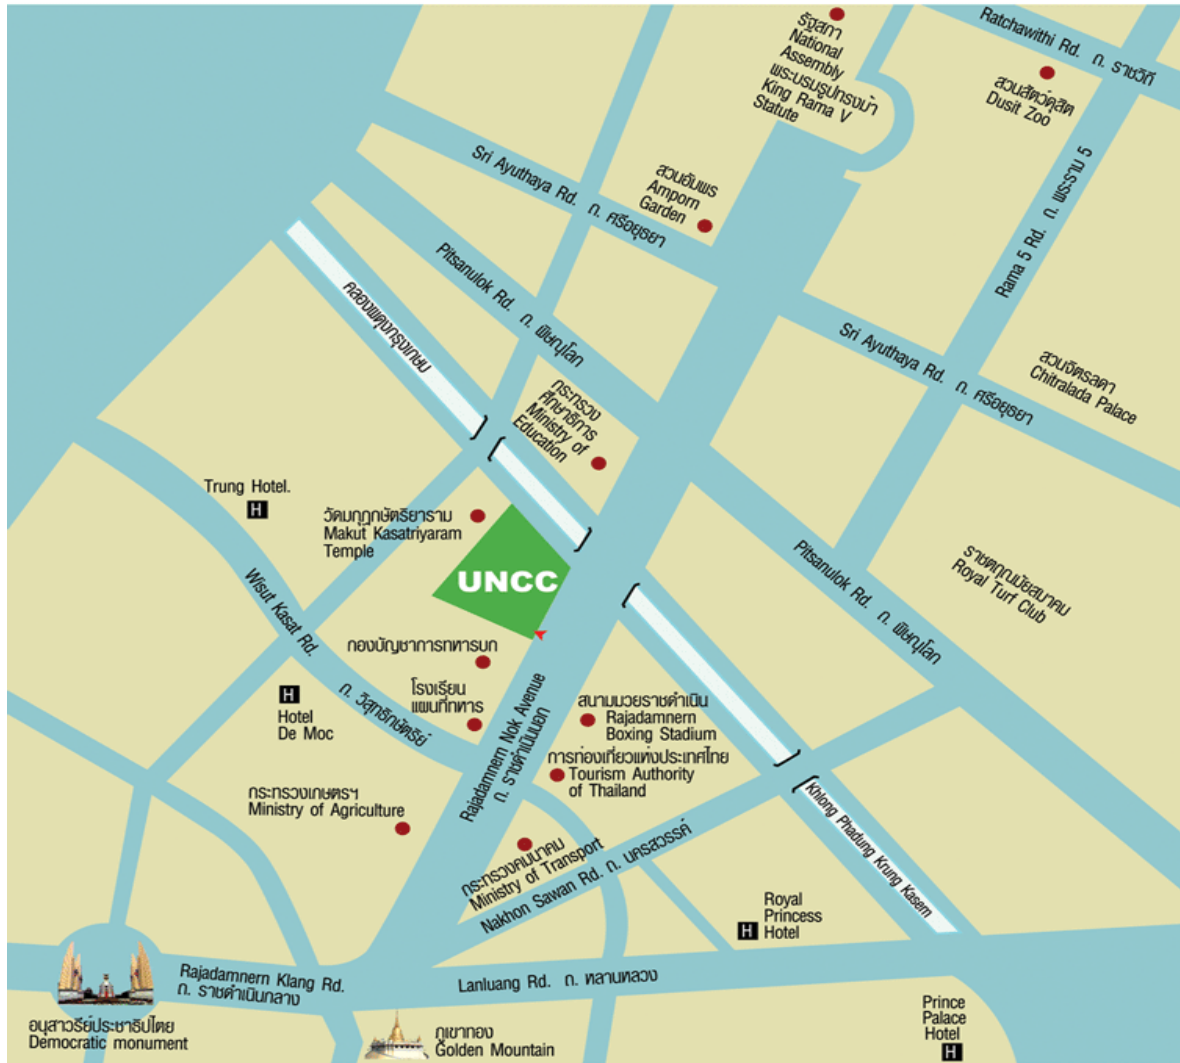 รัฐสภา
National
Assembly
พระบรมรูปทรงม้า
King Rama V
Statute
Ratchawithi Rd. ถ. ราชวิถี
สวนสัตว์ดุสิต
Dusit Zoo
Sri Ayuthaya Rd. ถ. ศรีอยุธยา
สวนอัมพร
Amporn
Garden
Rama 5 Rd. ถ. พระราม 5
Pitsanulok Rd. ถ. พิษณุโลก
คลองผดุงกรุงเกษม
Sri Ayuthaya Rd. ถ. ศรีอยุธยา
สวนจิตรลดา
Chitralada Palace
กระทรวง
ศึกษาธิการ
Ministry of
Education
Trung Hotel.
H
วัดมกุฏกษัตริยาราม
Makut Kasatriyaram
Temple
UNCC
Pitsanulok Rd. ถ. พิษณุโลก
ราชตฤณมัยสมาคม
Royal Turf Club
Wisut Kasat Rd. ถ. วิสุทธิกษัตริย์
กองบัญชาการทหารบก
โรงเรียน
แผนที่ทหาร
H
Hotel
De Moc
Rajadamnern Nok Avenue
ถ. ราชดำเนินนอก
สนามมวยราชดำเนิน
Rajadamnern
Boxing Stadium
การท่องเที่ยวแห่งประเทศไทย
Tourism Authority
of Thailand
กระทรวงเกษตรฯ
Ministry of Agriculture
กระทรวงคมนาคม
Ministry of Transport
Nakhon Sawan Rd. ถ. นครสวรรค์
Khlong Phadung Krung Kasem
Royal
Princess
Hotel
H
Rajadamnern Klang Rd.
ถ. ราชดำเนินกลาง
Lanluang Rd. ถ. หลานหลวง
อนุสาวรีย์ประชาธิปไตย
Democratic monument
ภูเขาทอง
Golden Mountain
Prince
Palace
Hotel
H